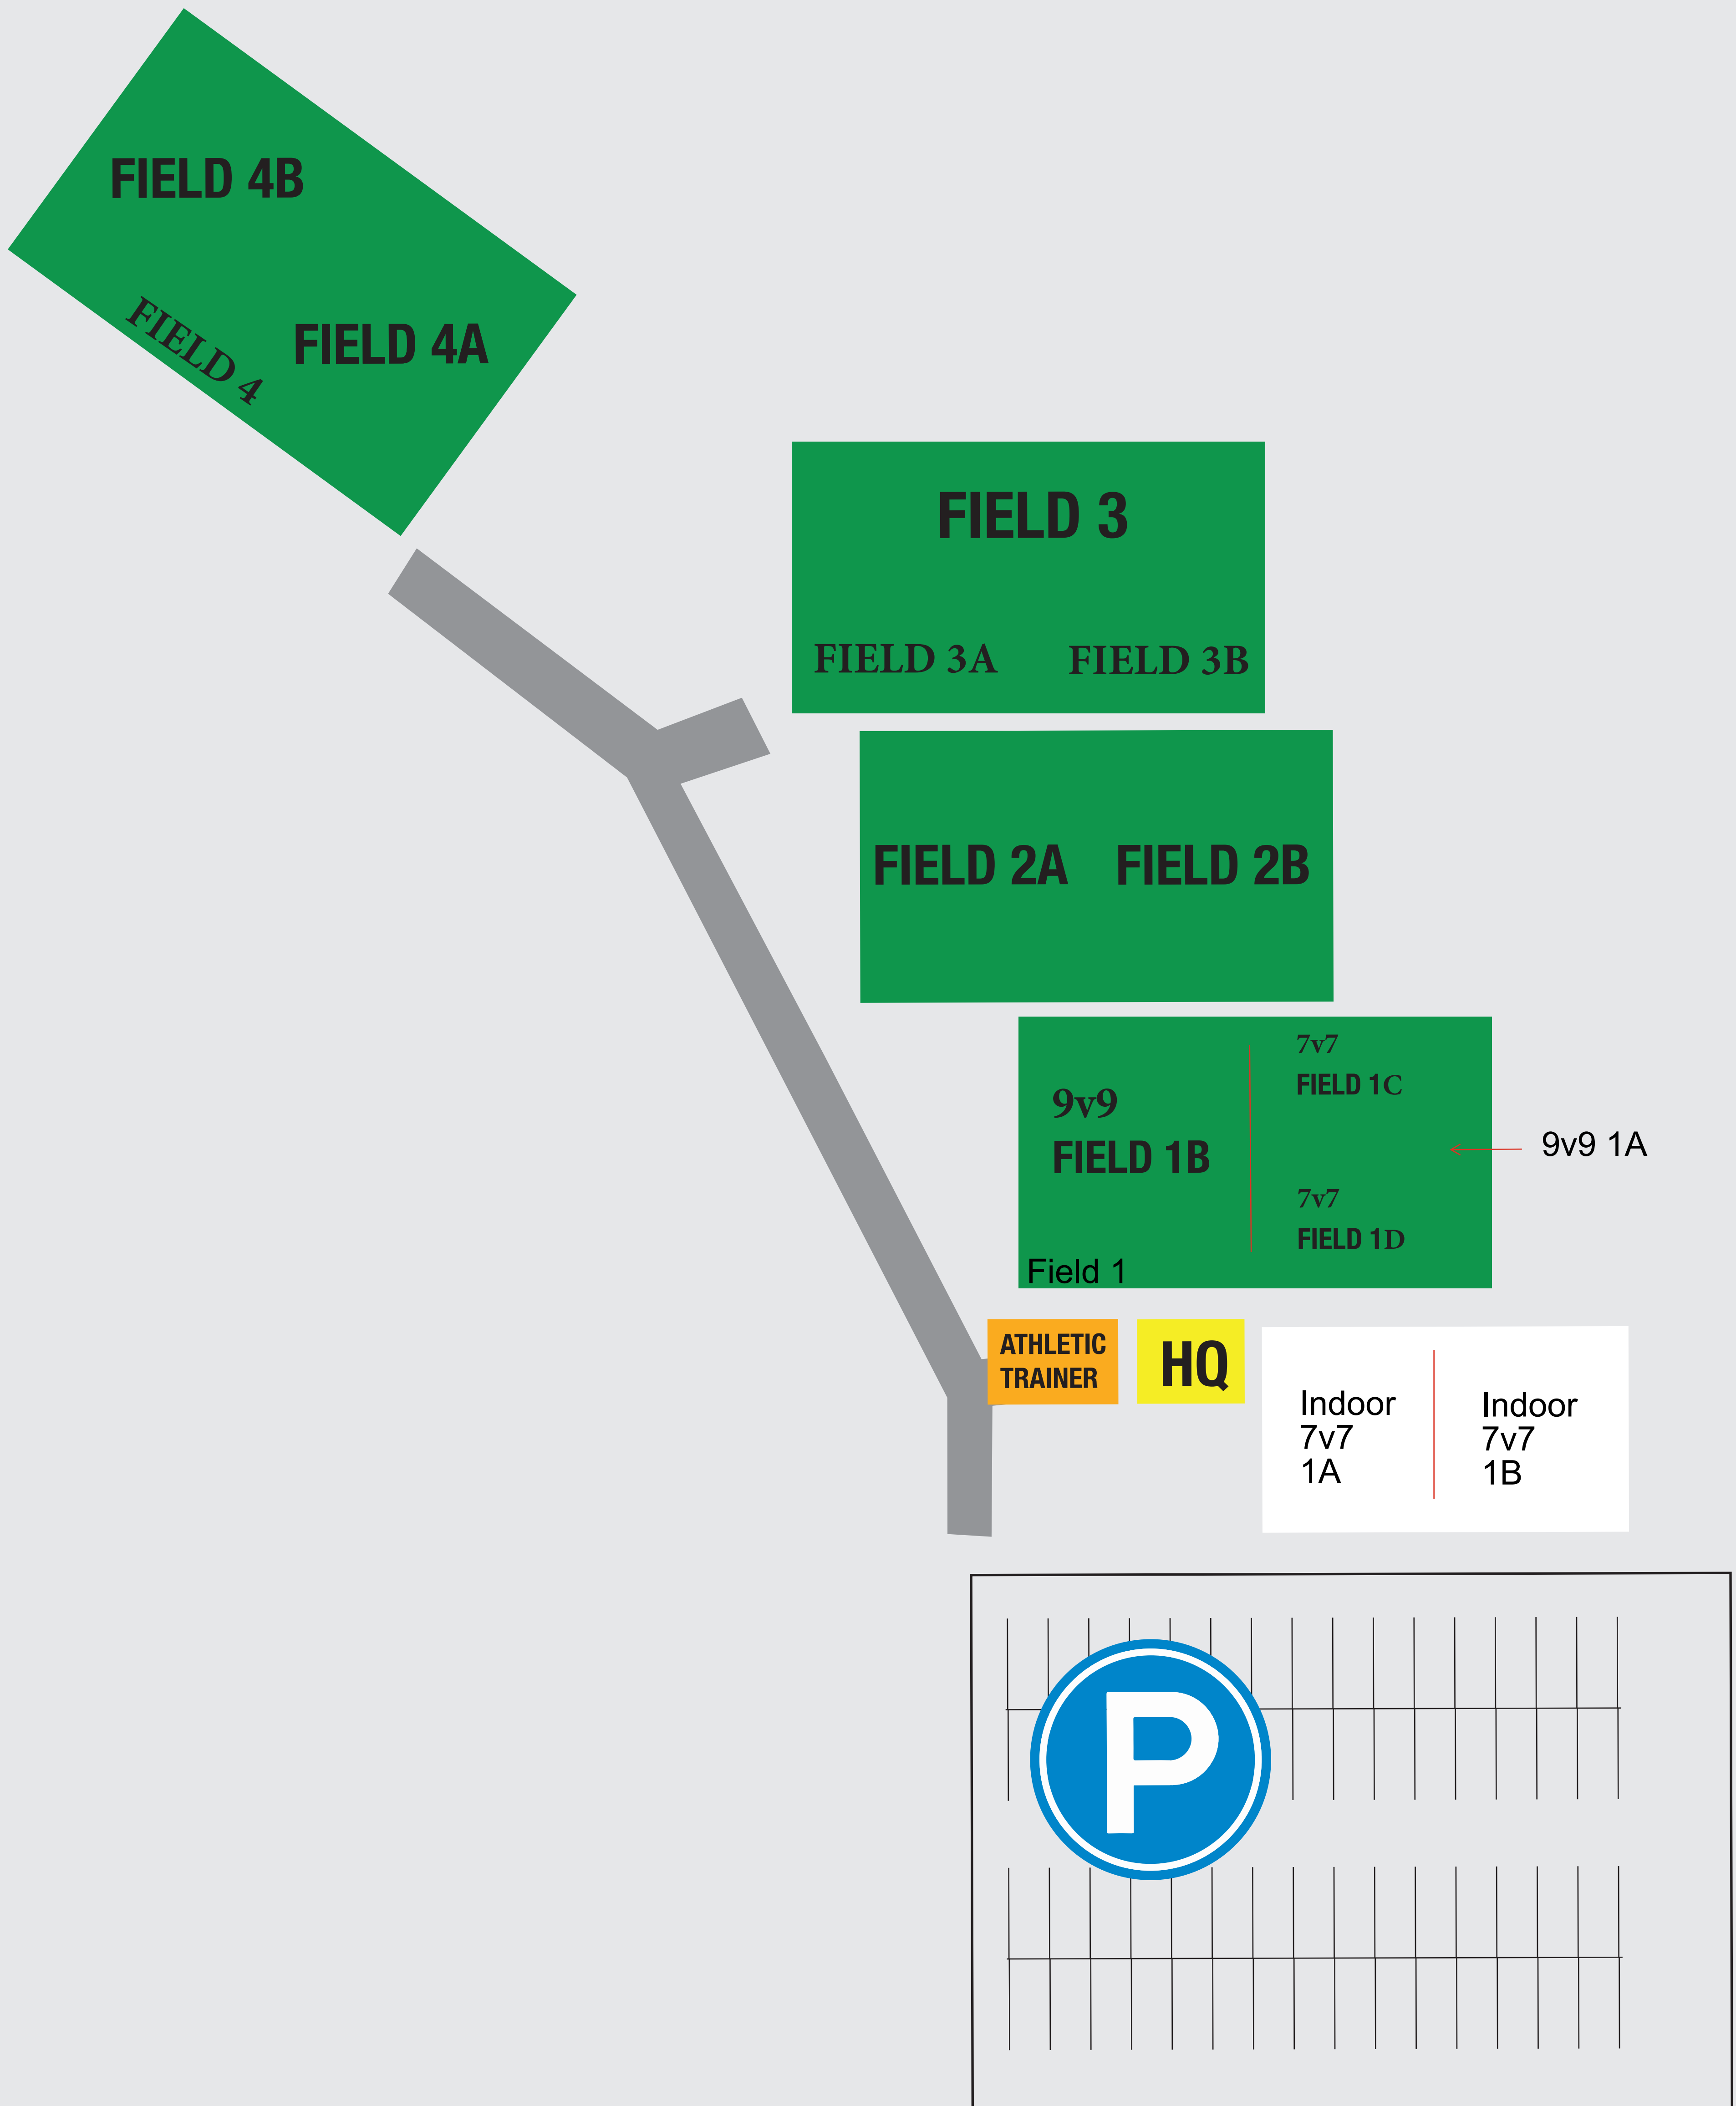 FIELD 4B
FIELD 4A
FIELD 4
FIELD 3
FIELD 3A
FIELD 3B
FIELD 2A
FIELD 2B
7v7
FIELD 1C
9v9
FIELD 1B
9v9 1A
7v7
FIELD 1D
Field 1
ATHLETIC
TRAINER
HQ
Indoor
7v7
1A
Indoor
7v7
1B
P